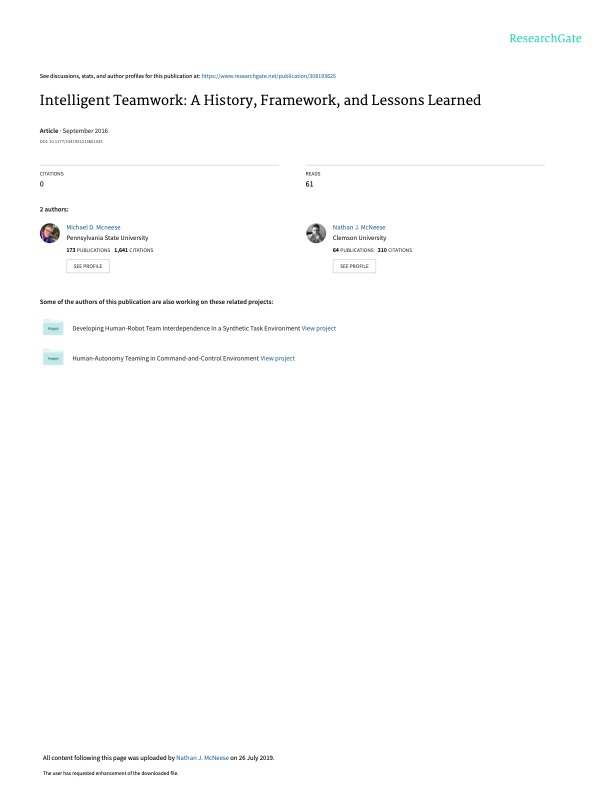 ResearchGate
See discussions, stats, and author profiles for this publication at: https://www.researchgate.net/publication/308193625
Intelligent Teamwork: A History, Framework, and Lessons Learned
Article · September 2016
DOI: 10.1177/1541931213601035
CITATIONS
0
READS
61
2 authors:
Michael D. Mcneese
Pennsylvania State University
173 PUBLICATIONS 1,641 CITATIONS
SEE PROFILE
Nathan J. McNeese
Clemson University
64 PUBLICATIONS 310 CITATIONS
SEE PROFILE
Some of the authors of this publication are also working on these related projects:
Project
Developing Human-Robot Team Interdependence in a Synthetic Task Environment View project
Project
Human-Autonomy Teaming in Command-and-Control Environment View project
All content following this page was uploaded by Nathan J. McNeese on 26 July 2019.
The user has requested enhancement of the downloaded file.